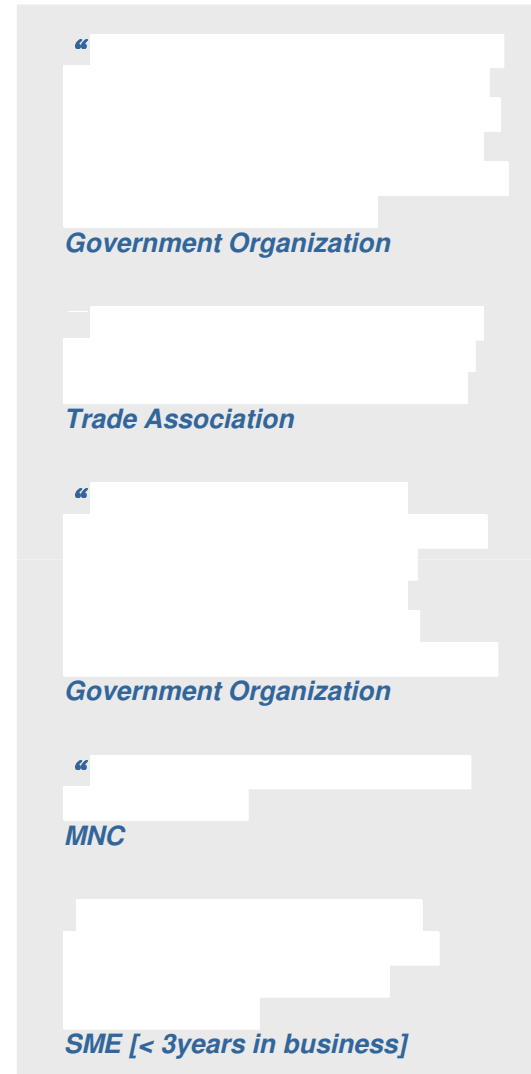 “
Government Organization
Trade Association
“
Government Organization
“
MNC
SME [< 3years in business]